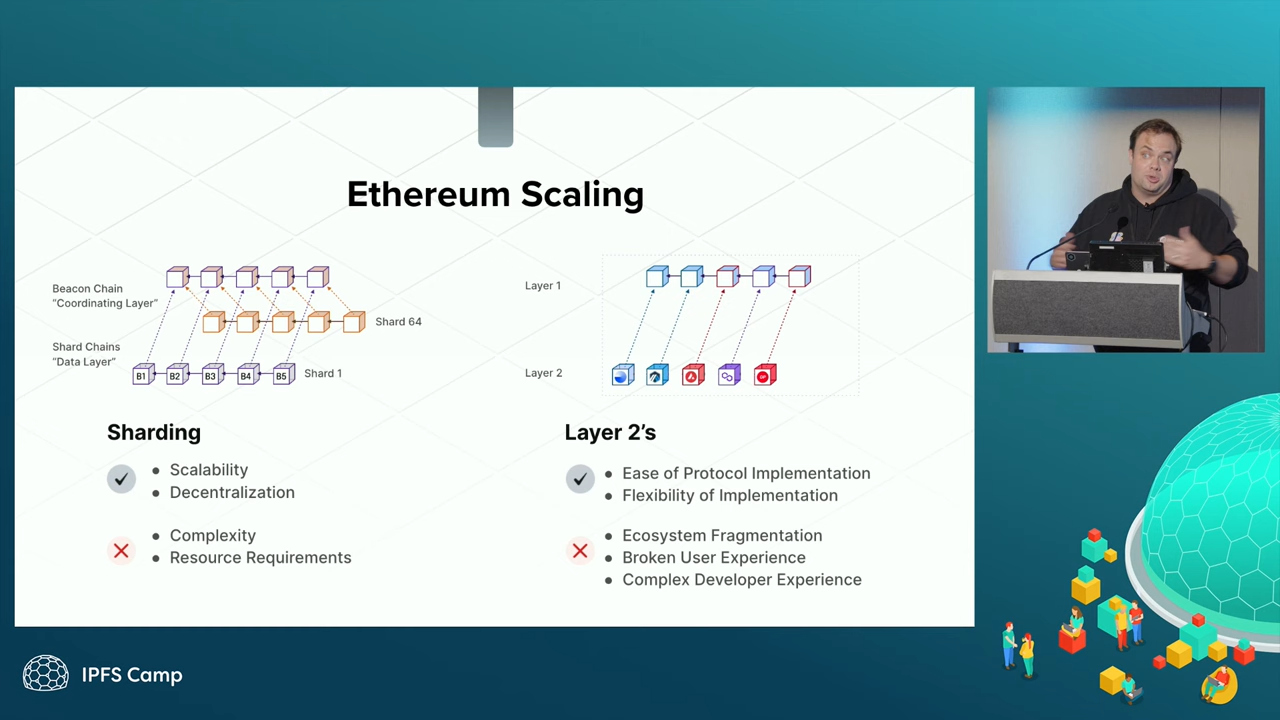 Ethereum Scaling
Beacon Chain
“Coordinating Layer”
Shard 64
Shard Chains
“Data Layer”
B1 B2 B3 B4 B5
Shard 1
Layer 1
Layer 2
OP
Sharding
• Scalability
• Decentralization
• Complexity
• Resource Requirements
Layer 2’s
• Ease of Protocol Implementation
• Flexibility of Implementation
• Ecosystem Fragmentation
• Broken User Experience
• Complex Developer Experience
IPFS Camp